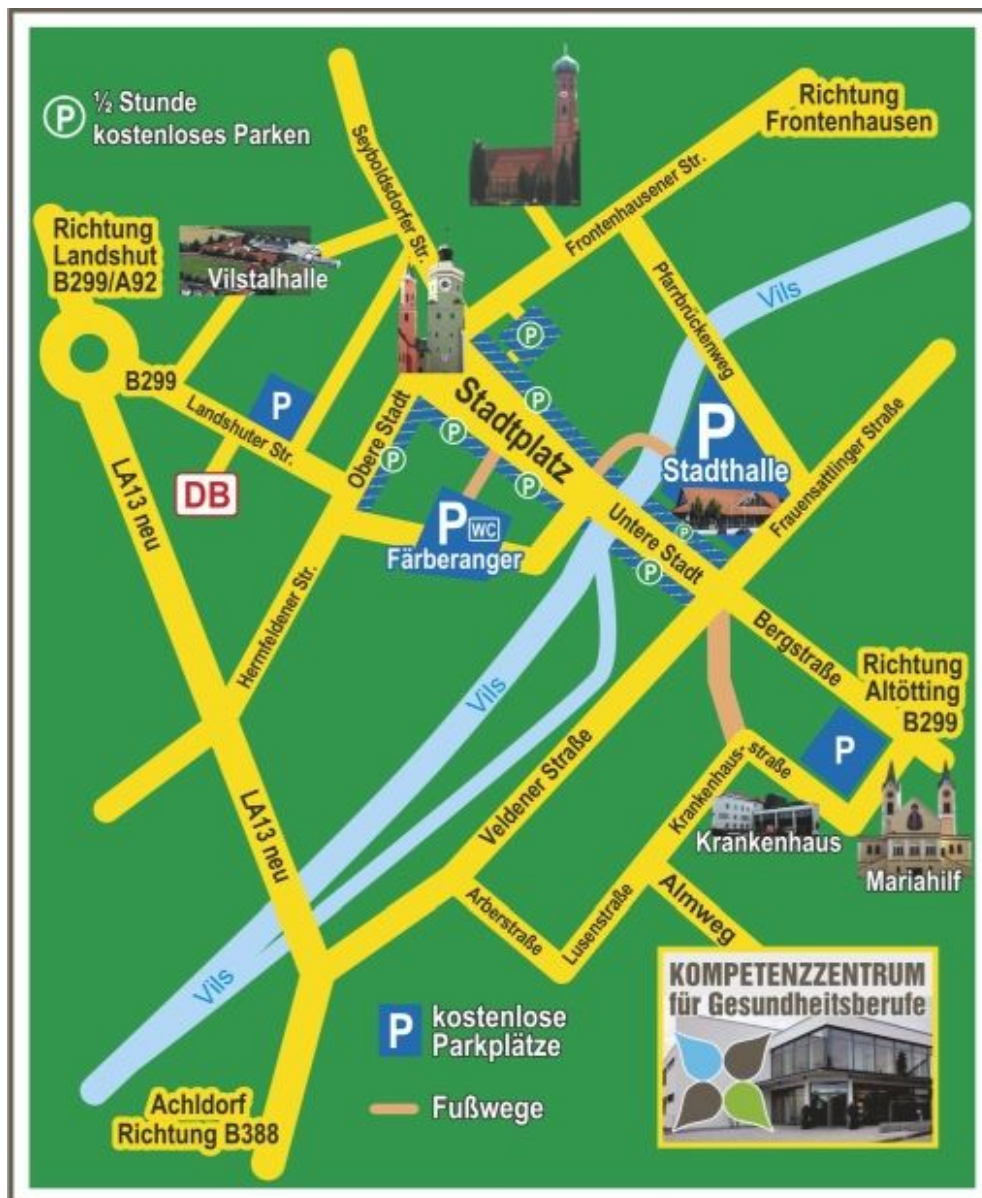 P
½ Stunde
kostenloses Parken
Richtung
Frontenhausen
Seyboldsdorfer Str.
Frontenhausener Str.
Richtung
Landshut
B299/A92
Vilstalhalle
Vils
Pfarrbrückenweg
P
B299
Landshuter Str.
P
Obere Stadt
Stadtplatz
P
P
P
P
P
Stadthalle
Frauensattlinger Straße
DB
LA13 neu
P WC
Färberanger
P
Untere Stadt
P
P
Herrnfeldener Str.
Bergstraße
Richtung
Altötting
B299
Vils
P
Veldener Straße
Krankenhaus-
straße
Krankenhaus
Mariahilf
LA13 neu
Arberstraße
Lusenstraße
Almweg
Vils
KOMPETENZZENTRUM
für Gesundheitsberufe
P
kostenlose
Parkplätze
Fußwege
Achldorf
Richtung B388